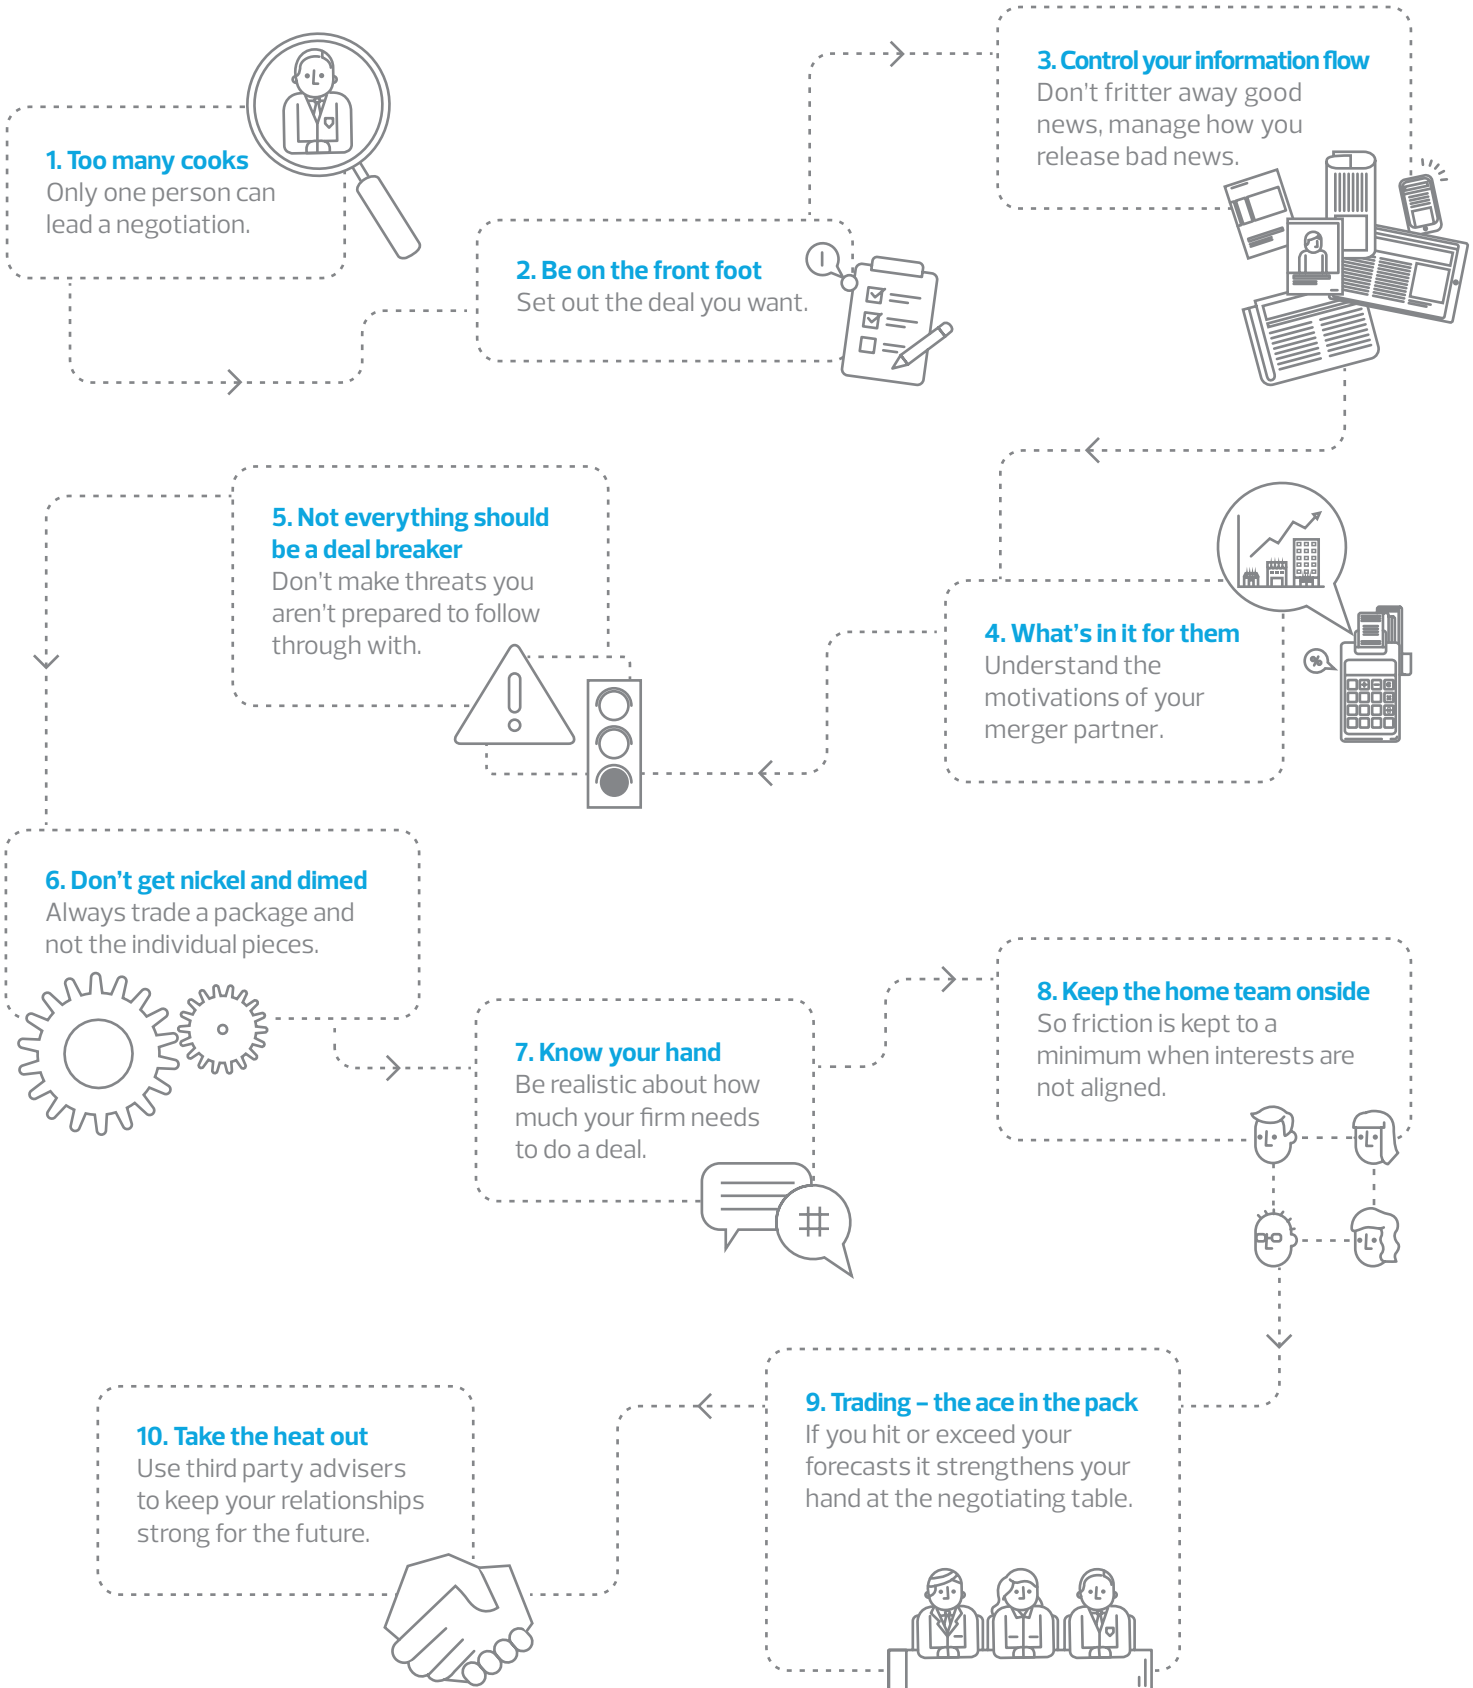 1. Too many cooks
Only one person can
lead a negotiation.
2. Be on the front foot
Set out the deal you want.
3. Control your information flow
Don't fritter away good
news, manage how you
release bad news.
4. What's in it for them
Understand the
motivations of your
merger partner.
%
5. Not everything should
be a deal breaker
Don't make threats you
aren't prepared to follow
through with.
6. Don't get nickel and dimed
Always trade a package and
not the individual pieces.
7. Know your hand
Be realistic about how
much your firm needs
to do a deal.
#
8. Keep the home team onside
So friction is kept to a
minimum when interests are
not aligned.
9. Trading – the ace in the pack
If you hit or exceed your
forecasts it strengthens your
hand at the negotiating table.
10. Take the heat out
Use third party advisers
to keep your relationships
strong for the future.